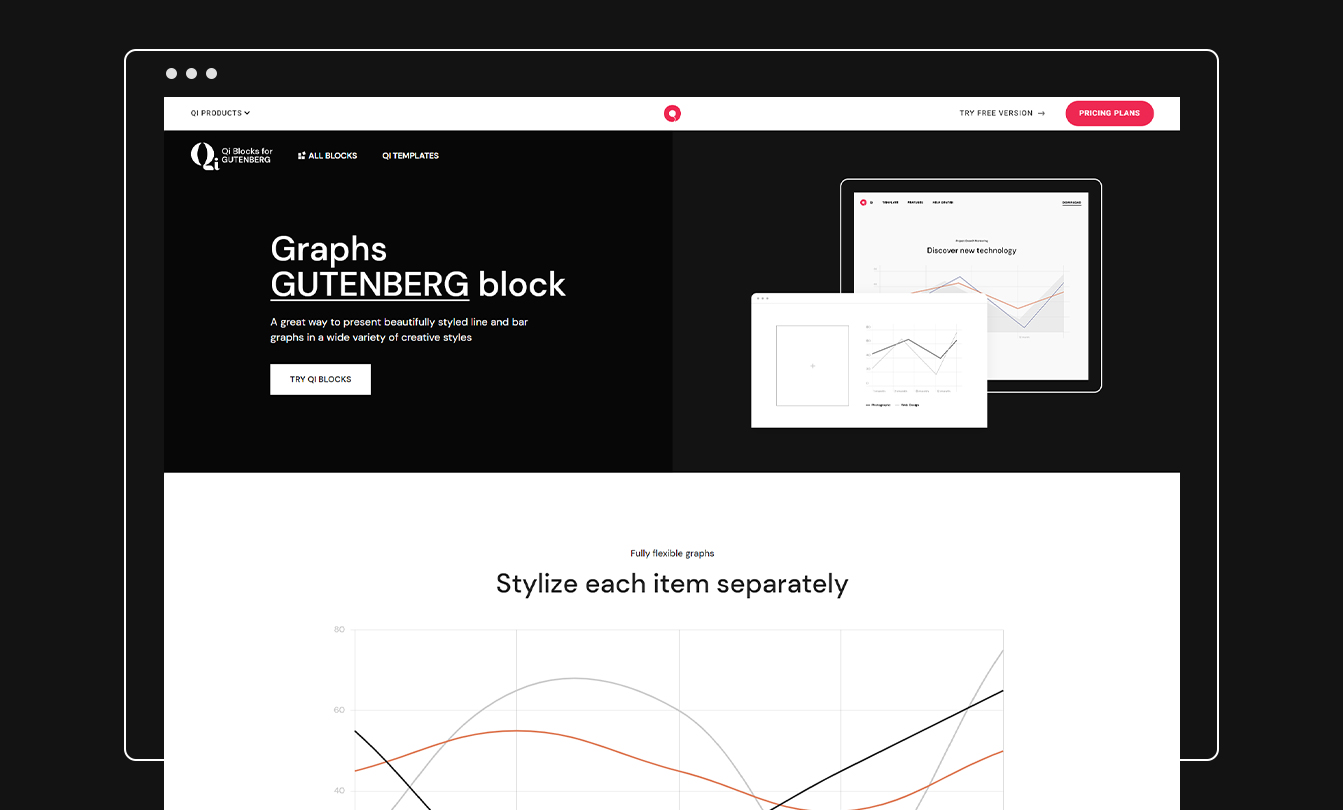 QI PRODUCTS
TRY FREE VERSION →
PRICING PLANS
Qi
Qi Blocks for
GUTENBERG
ALL BLOCKS
QI TEMPLATES
Graphs
GUTENBERG block
A great way to present beautifully styled line and bar
graphs in a wide variety of creative styles
TRY QI BLOCKS
Discover new technology
Fully flexible graphs
Stylize each item separately
80
60
40